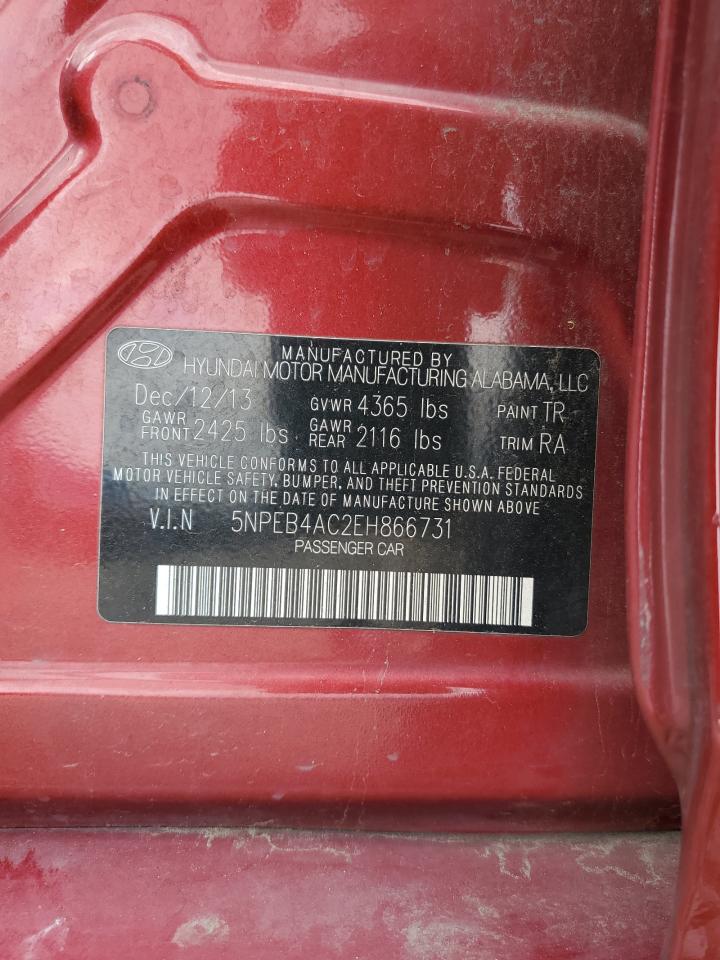 MANUFACTURED BY
HYUNDAI MOTOR MANUFACTURING ALABAMA, LLC
Dec/12/13 GVWR 4365 lbs PAINT TR
GAWR FRONT 2425 lbs GAWR REAR 2116 lbs TRIM RA
THIS VEHICLE CONFORMS TO ALL APPLICABLE U.S.A. FEDERAL
MOTOR VEHICLE SAFETY, BUMPER, AND THEFT PREVENTION STANDARDS
IN EFFECT ON THE DATE OF MANUFACTURE SHOWN ABOVE
V.I.N 5NPEB4AC2EH866731
PASSENGER CAR